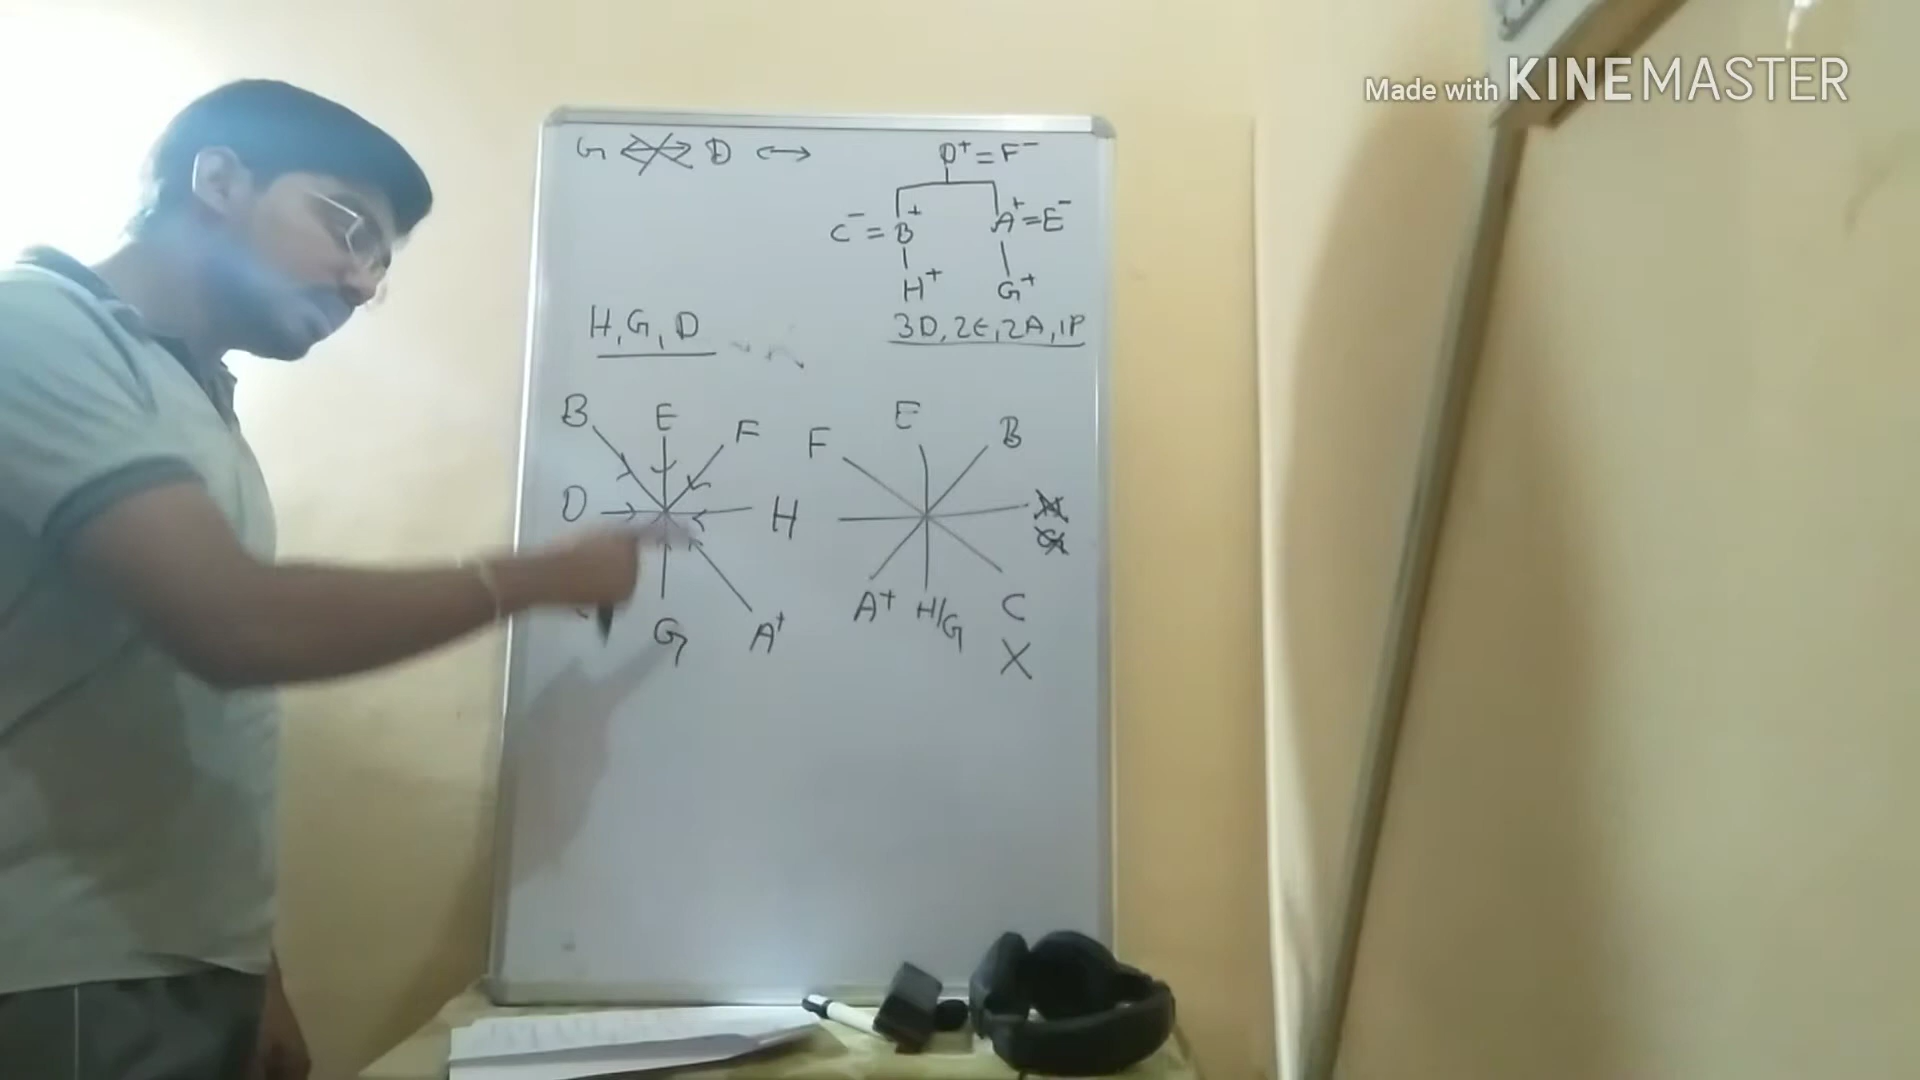 Made with KINEMASTER
G ↔ D ↔
D⁺ = F⁻
C⁻ = B⁺ A⁺ = E⁻
H⁺ G⁺
H, G, D 3D, 2E, 2A, 1P
B E F
D H
G A⁺
F E B
A⁺ H/G C
X